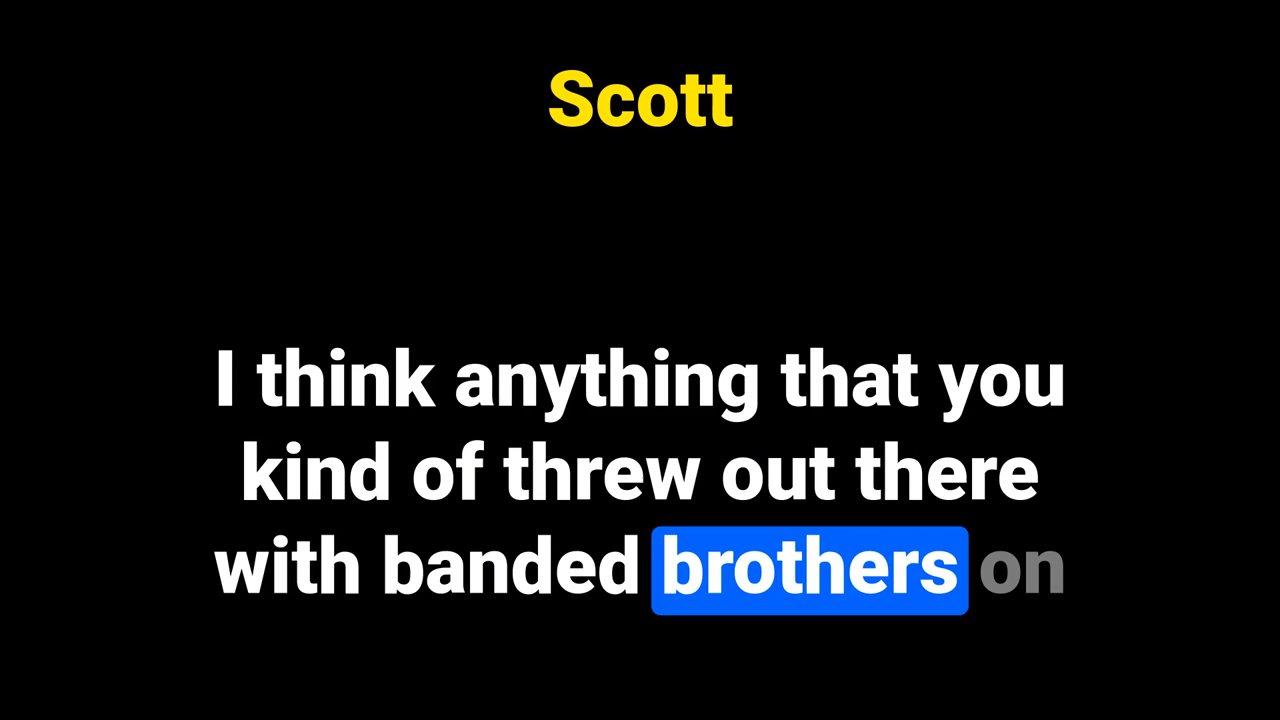 Scott
I think anything that you
kind of threw out there
with banded brothers on